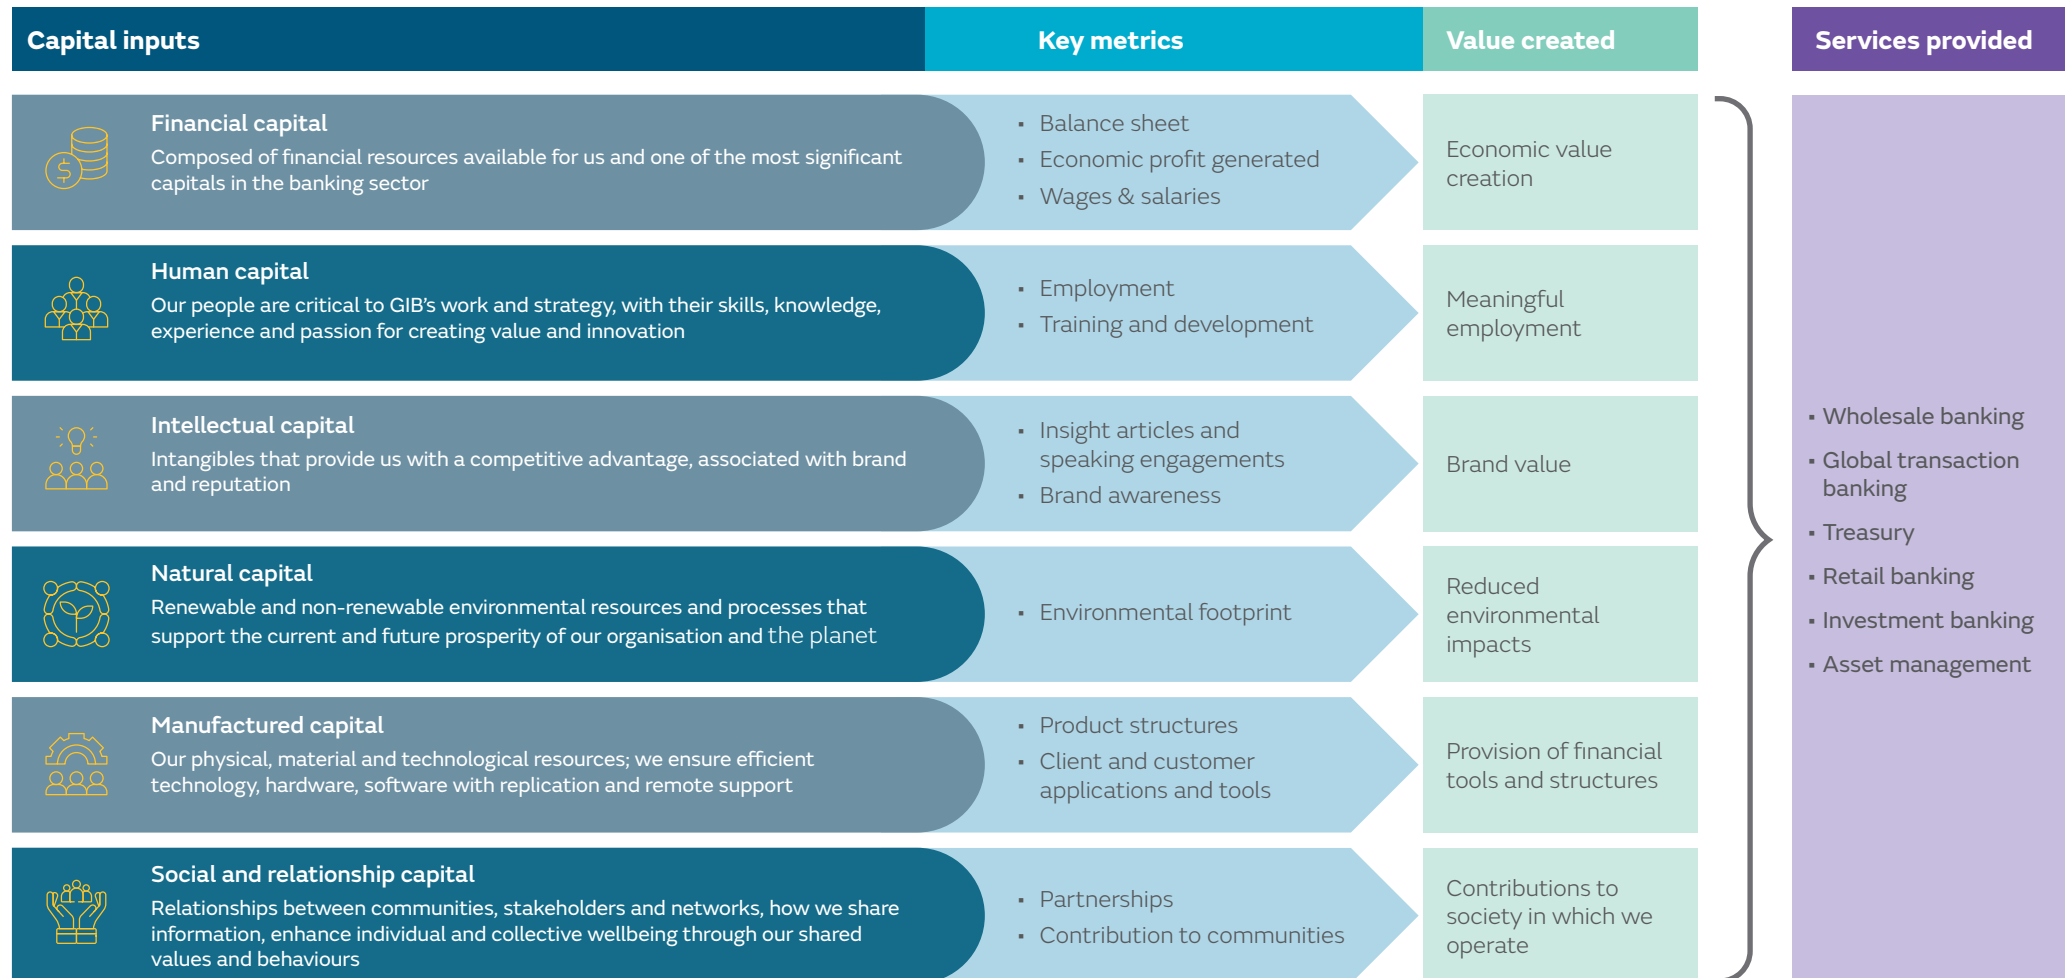 Capital inputs
Key metrics
Value created
Services provided
Financial capital
Composed of financial resources available for us and one of the most significant
capitals in the banking sector
▪ Balance sheet
▪ Economic profit generated
▪ Wages & salaries
Economic value
creation
Human capital
Our people are critical to GIB's work and strategy, with their skills, knowledge,
experience and passion for creating value and innovation
▪ Employment
▪ Training and development
Meaningful
employment
Intellectual capital
Intangibles that provide us with a competitive advantage, associated with brand
and reputation
▪ Insight articles and
speaking engagements
▪ Brand awareness
Brand value
Natural capital
Renewable and non-renewable environmental resources and processes that
support the current and future prosperity of our organisation and the planet
▪ Environmental footprint
Reduced
environmental
impacts
Manufactured capital
Our physical, material and technological resources; we ensure efficient
technology, hardware, software with replication and remote support
▪ Product structures
▪ Client and customer
applications and tools
Provision of financial
tools and structures
Social and relationship capital
Relationships between communities, stakeholders and networks, how we share
information, enhance individual and collective wellbeing through our shared
values and behaviours
▪ Partnerships
▪ Contribution to communities
Contributions to
society in which we
operate
▪ Wholesale banking
▪ Global transaction
banking
▪ Treasury
▪ Retail banking
▪ Investment banking
▪ Asset management
$